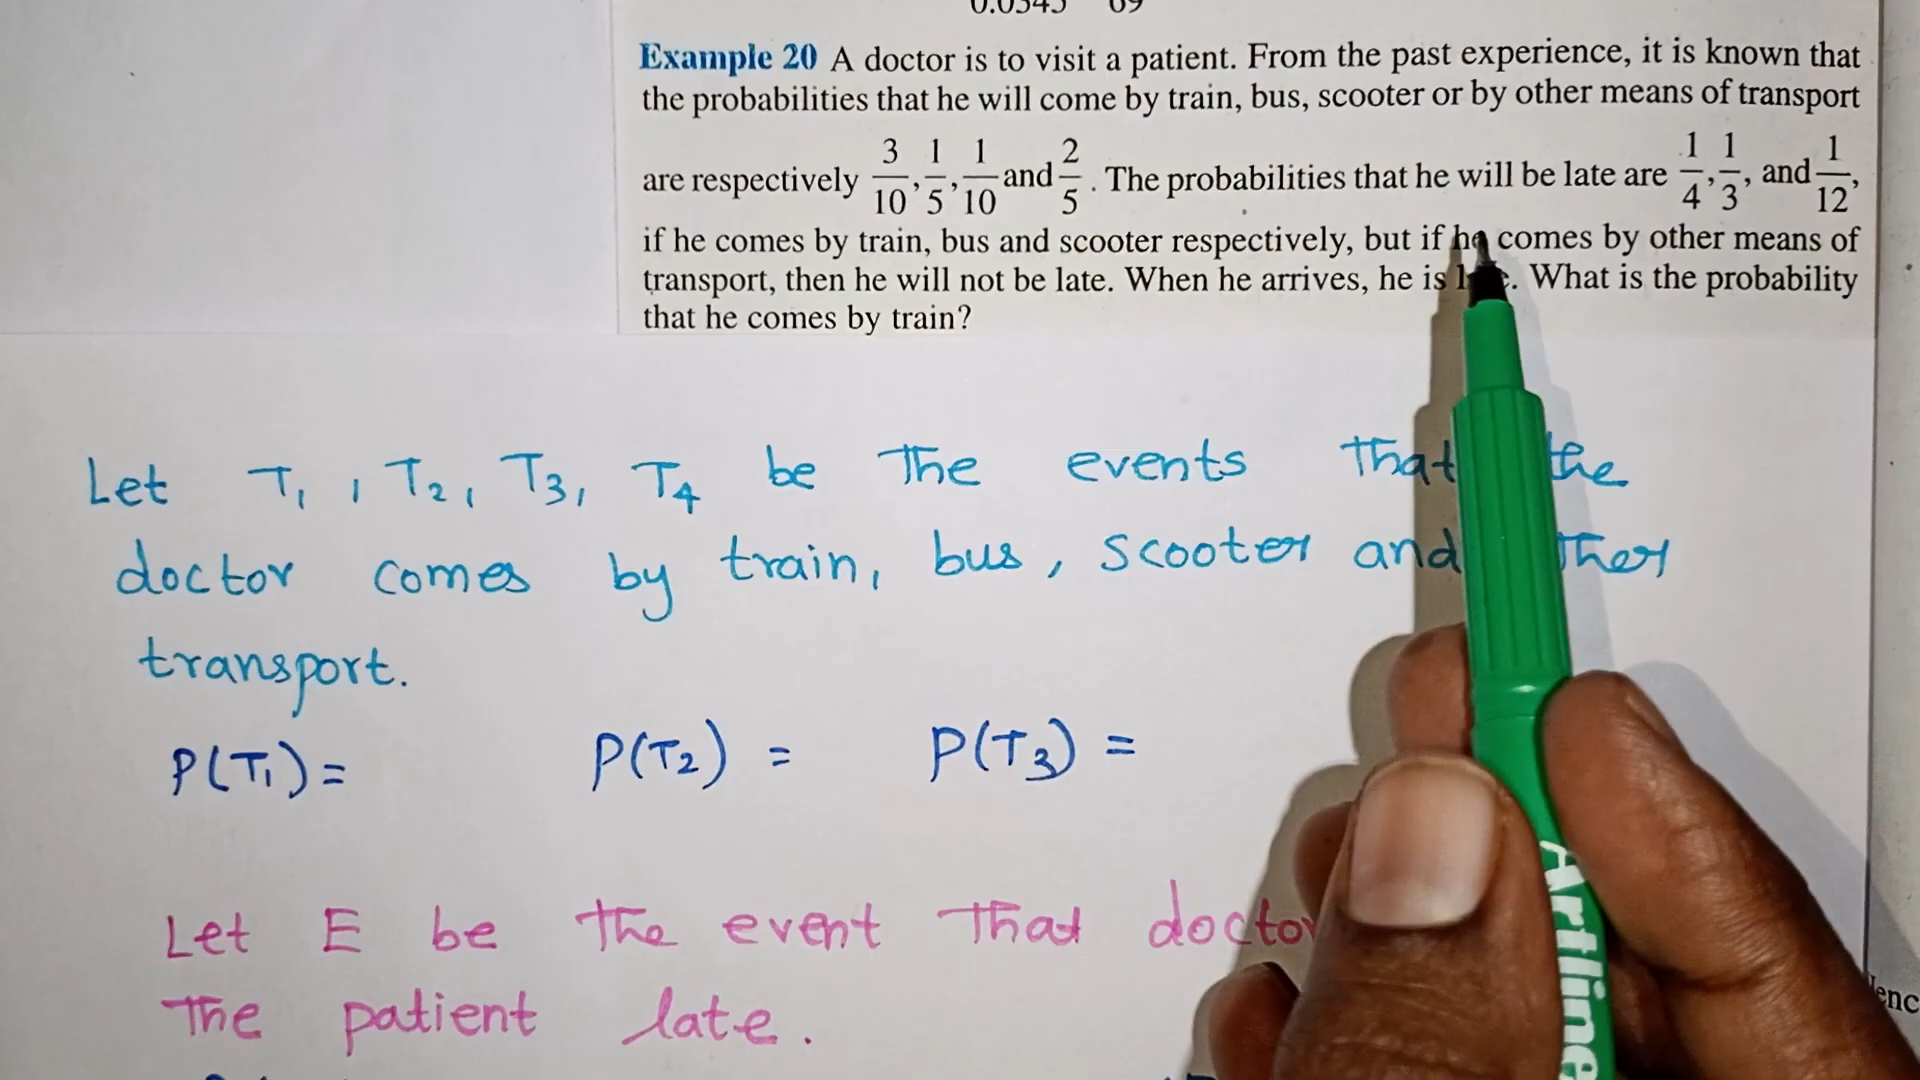 0.0345 69
Example 20 A doctor is to visit a patient. From the past experience, it is known that
the probabilities that he will come by train, bus, scooter or by other means of transport
are respectively 3/10, 1/5, 1/10 and 2/5. The probabilities that he will be late are 1/4, 1/3, and 1/12,
if he comes by train, bus and scooter respectively, but if he comes by other means of
transport, then he will not be late. When he arrives, he is . What is the probability
that he comes by train?
Let T1, T2, T3, T4 be the events that the
doctor comes by train, bus, scooter and
transport.
P(T1) = P(T2) = P(T3) =
Let E be the event that doctor
the patient late.
Artline